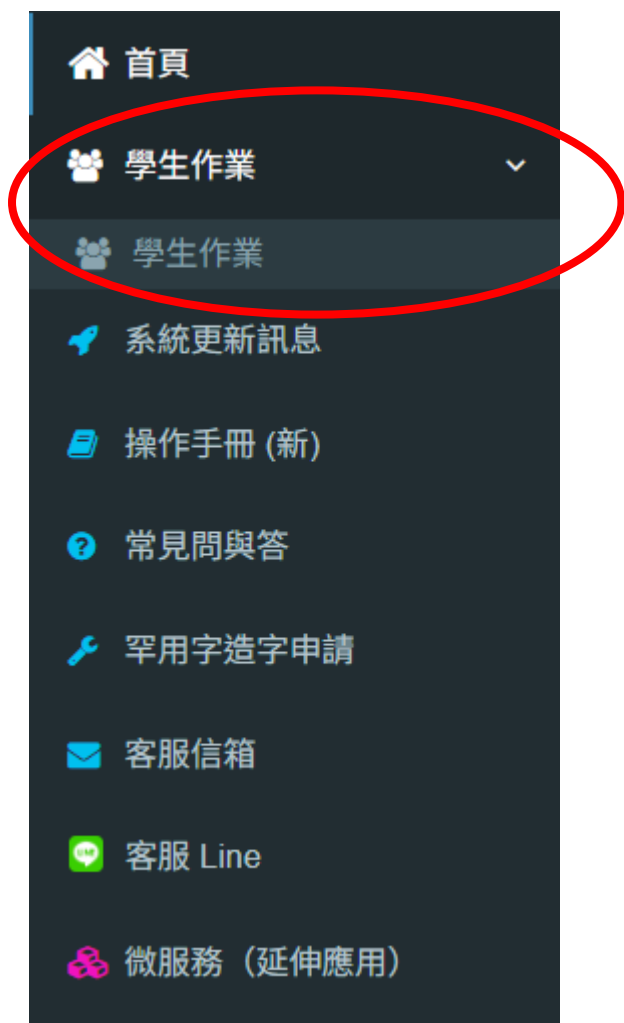 首頁
學生作業
學生作業
系統更新訊息
操作手冊 (新)
常見問與答
罕用字造字申請
客服信箱
客服 Line
微服務（延伸應用）